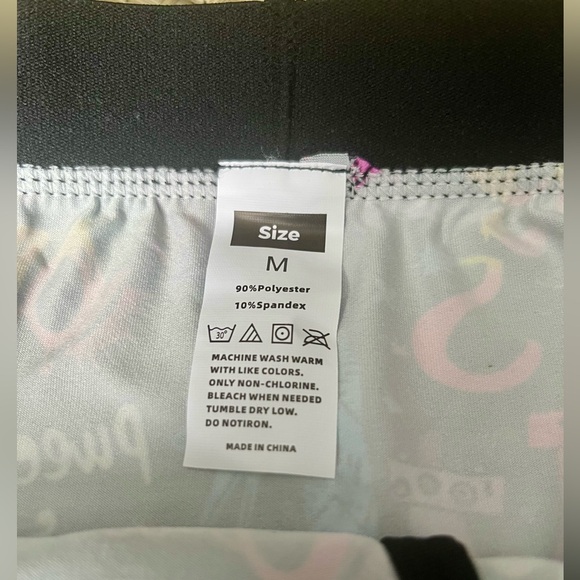 Size
M
90%Polyester
10%Spandex
30°
MACHINE WASH WARM
WITH LIKE COLORS.
ONLY NON-CHLORINE.
BLEACH WHEN NEEDED
TUMBLE DRY LOW.
DO NOTIRON.
MADE IN CHINA